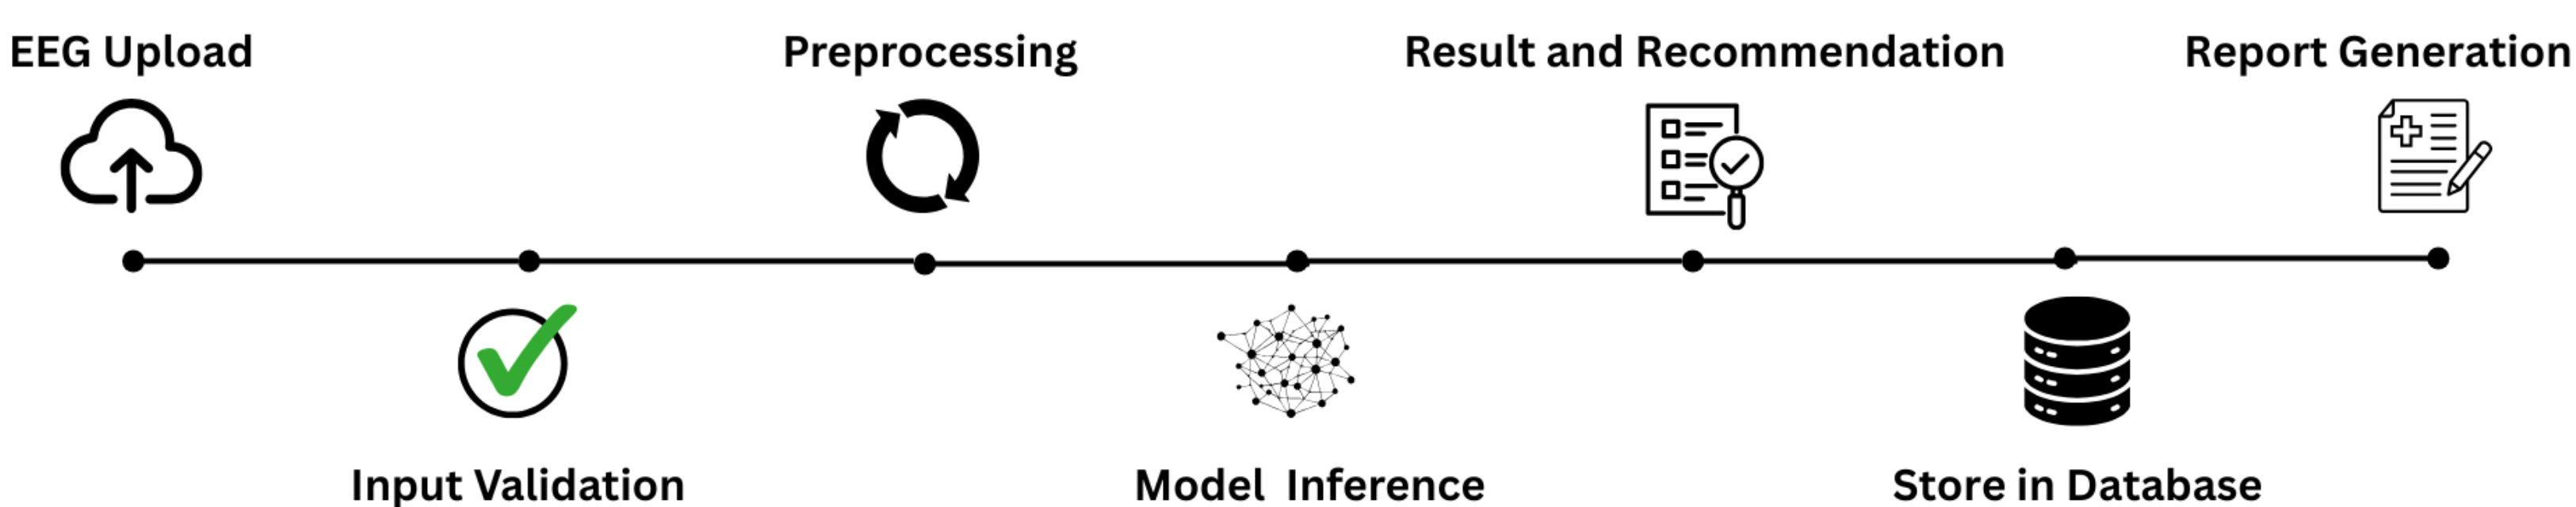 EEG Upload
Preprocessing
Result and Recommendation
Report Generation
Input Validation
Model Inference
Store in Database